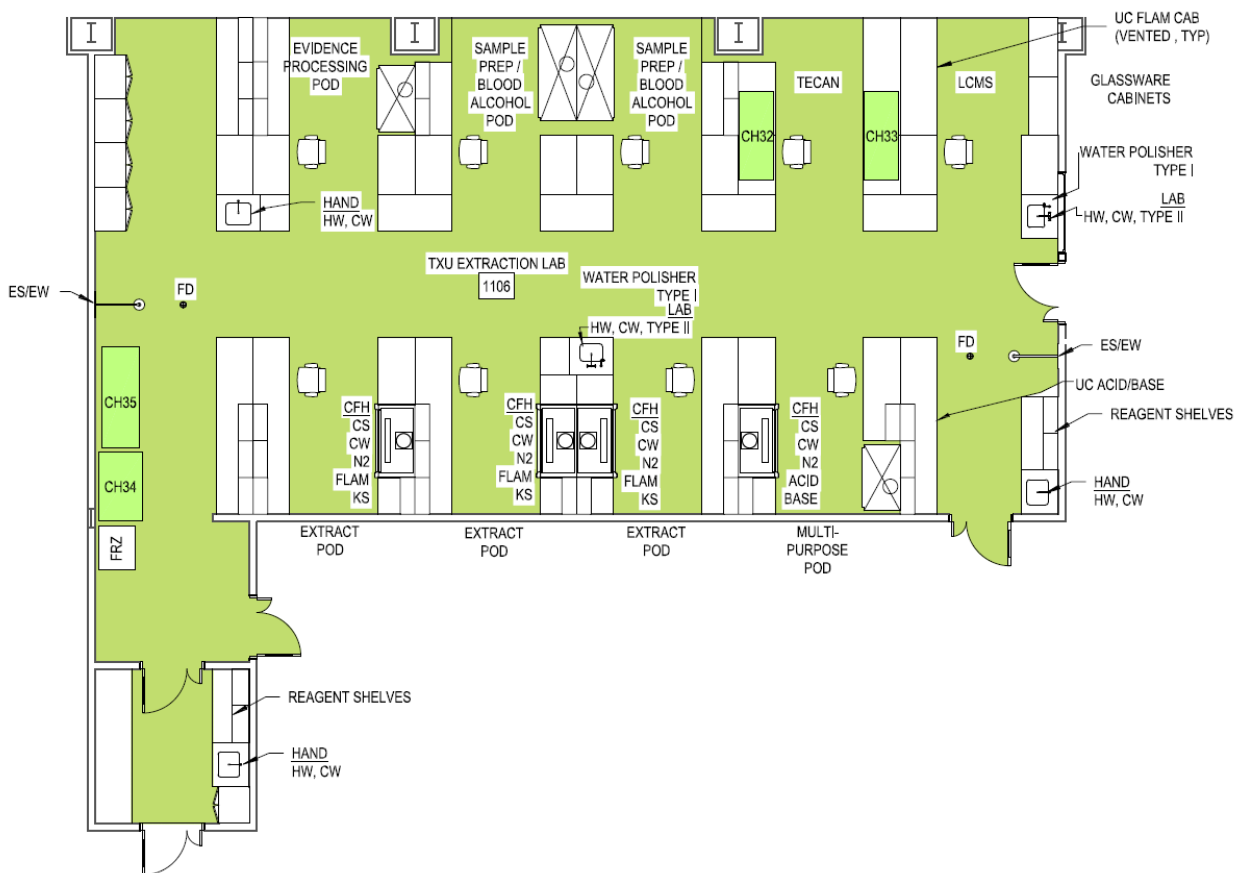 UC FLAM CAB
(VENTED , TYP)
EVIDENCE
PROCESSING
POD
SAMPLE
PREP /
BLOOD
ALCOHOL
POD
SAMPLE
PREP /
BLOOD
ALCOHOL
POD
TECAN
LCMS
GLASSWARE
CABINETS
CH32
CH33
WATER POLISHER
TYPE I
LAB
HW, CW, TYPE II
HAND
HW, CW
TXU EXTRACTION LAB
1106
WATER POLISHER
TYPE I
LAB
HW, CW, TYPE II
ES/EW
FD
FD
ES/EW
UC ACID/BASE
REAGENT SHELVES
HAND
HW, CW
CH35
CH34
FRZ
CFH
CS
CW
N2
FLAM
KS
CFH
CS
CW
N2
FLAM
KS
CFH
CS
CW
N2
FLAM
KS
CFH
CS
CW
N2
ACID
BASE
EXTRACT
POD
EXTRACT
POD
EXTRACT
POD
MULTI-
PURPOSE
POD
REAGENT SHELVES
HAND
HW, CW